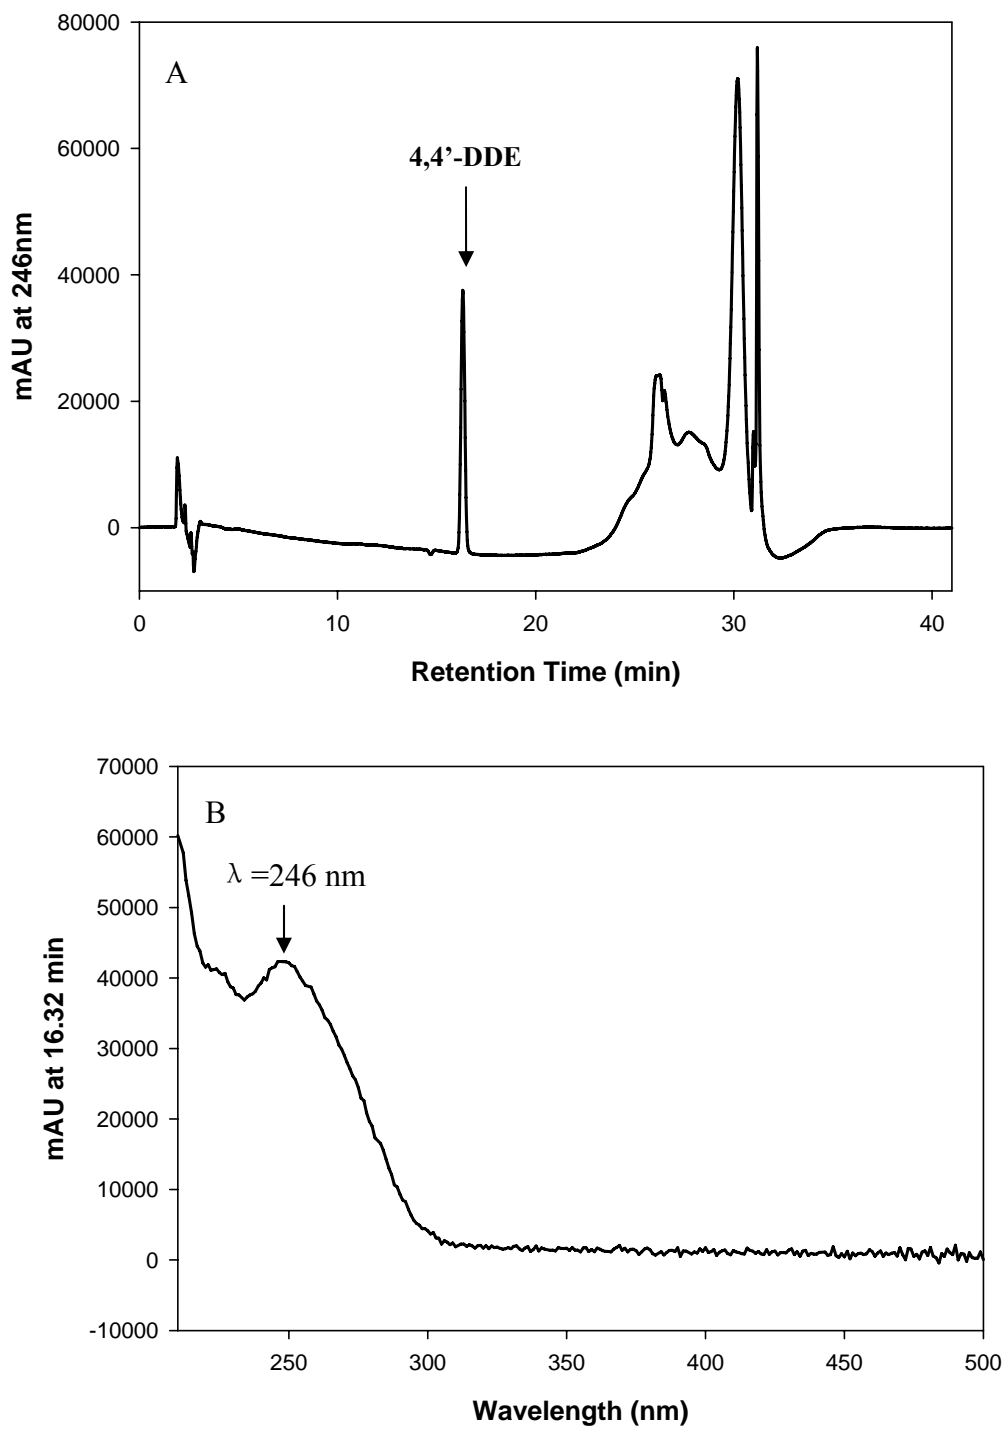 80000
A
60000
4,4’-DDE
40000
20000
0
mAU at 246nm
0 10 20 30 40
Retention Time (min)
70000
B
60000
λ =246 nm
50000
40000
30000
20000
10000
0
-10000
mAU at 16.32 min
250 300 350 400 450 500
Wavelength (nm)